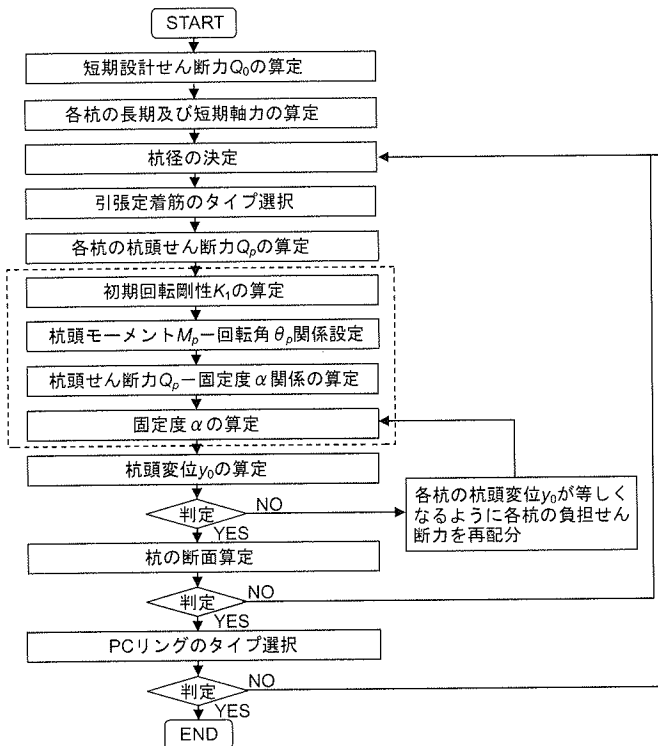 START
短期設計せん断力Q₀の算定
各杭の長期及び短期軸力の算定
杭径の決定
引張定着筋のタイプ選択
各杭の杭頭せん断力Qₚの算定
初期回転剛性K₁の算定
杭頭モーメントMₚー回転角θₚ関係設定
杭頭せん断力Qₚー固定度α関係の算定
固定度αの算定
杭頭変位y₀の算定
判定
NO
YES
各杭の杭頭変位y₀が等しく
なるように各杭の負担せん
断力を再配分
杭の断面算定
判定
NO
YES
PCリングのタイプ選択
判定
NO
YES
END